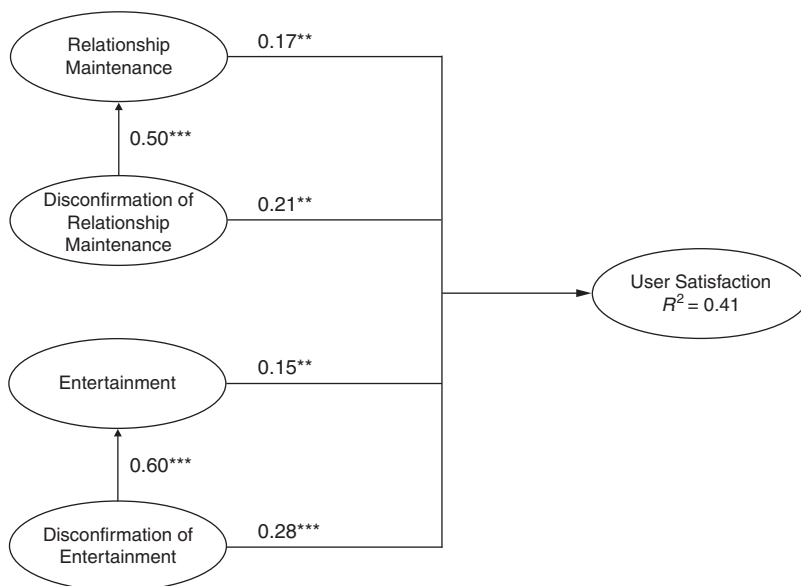 Relationship
Maintenance
0.17**
0.50***
Disconfirmation of
Relationship
Maintenance
0.21**
User Satisfaction
R² = 0.41
Entertainment
0.15**
0.60***
Disconfirmation of
Entertainment
0.28***